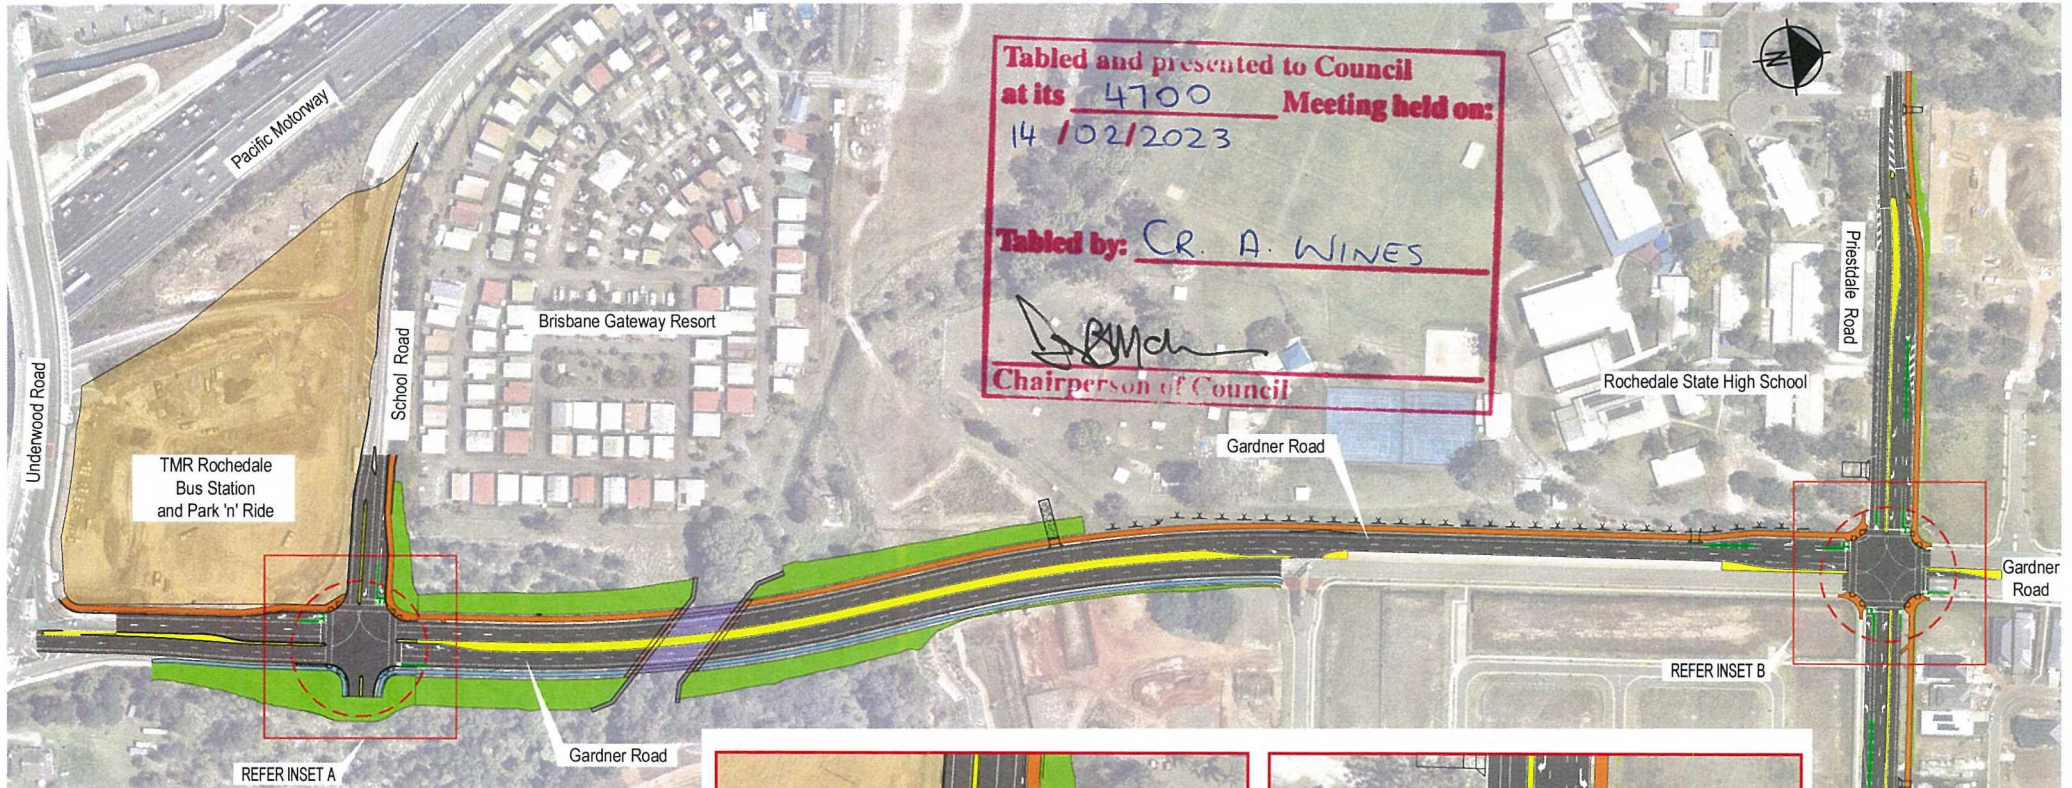 Pacific Motorway
Tabled and presented to Council
at its 4700 Meeting held on:
14 /02/2023
Tabled by: CR. A. WINES
Chairperson of Council
N
Underwood Road
School Road
Brisbane Gateway Resort
TMR Rochedale
Bus Station
and Park 'n' Ride
Priestdale Road
Rochedale State High School
Gardner Road
Gardner
Road
REFER INSET B
Gardner Road
REFER INSET A